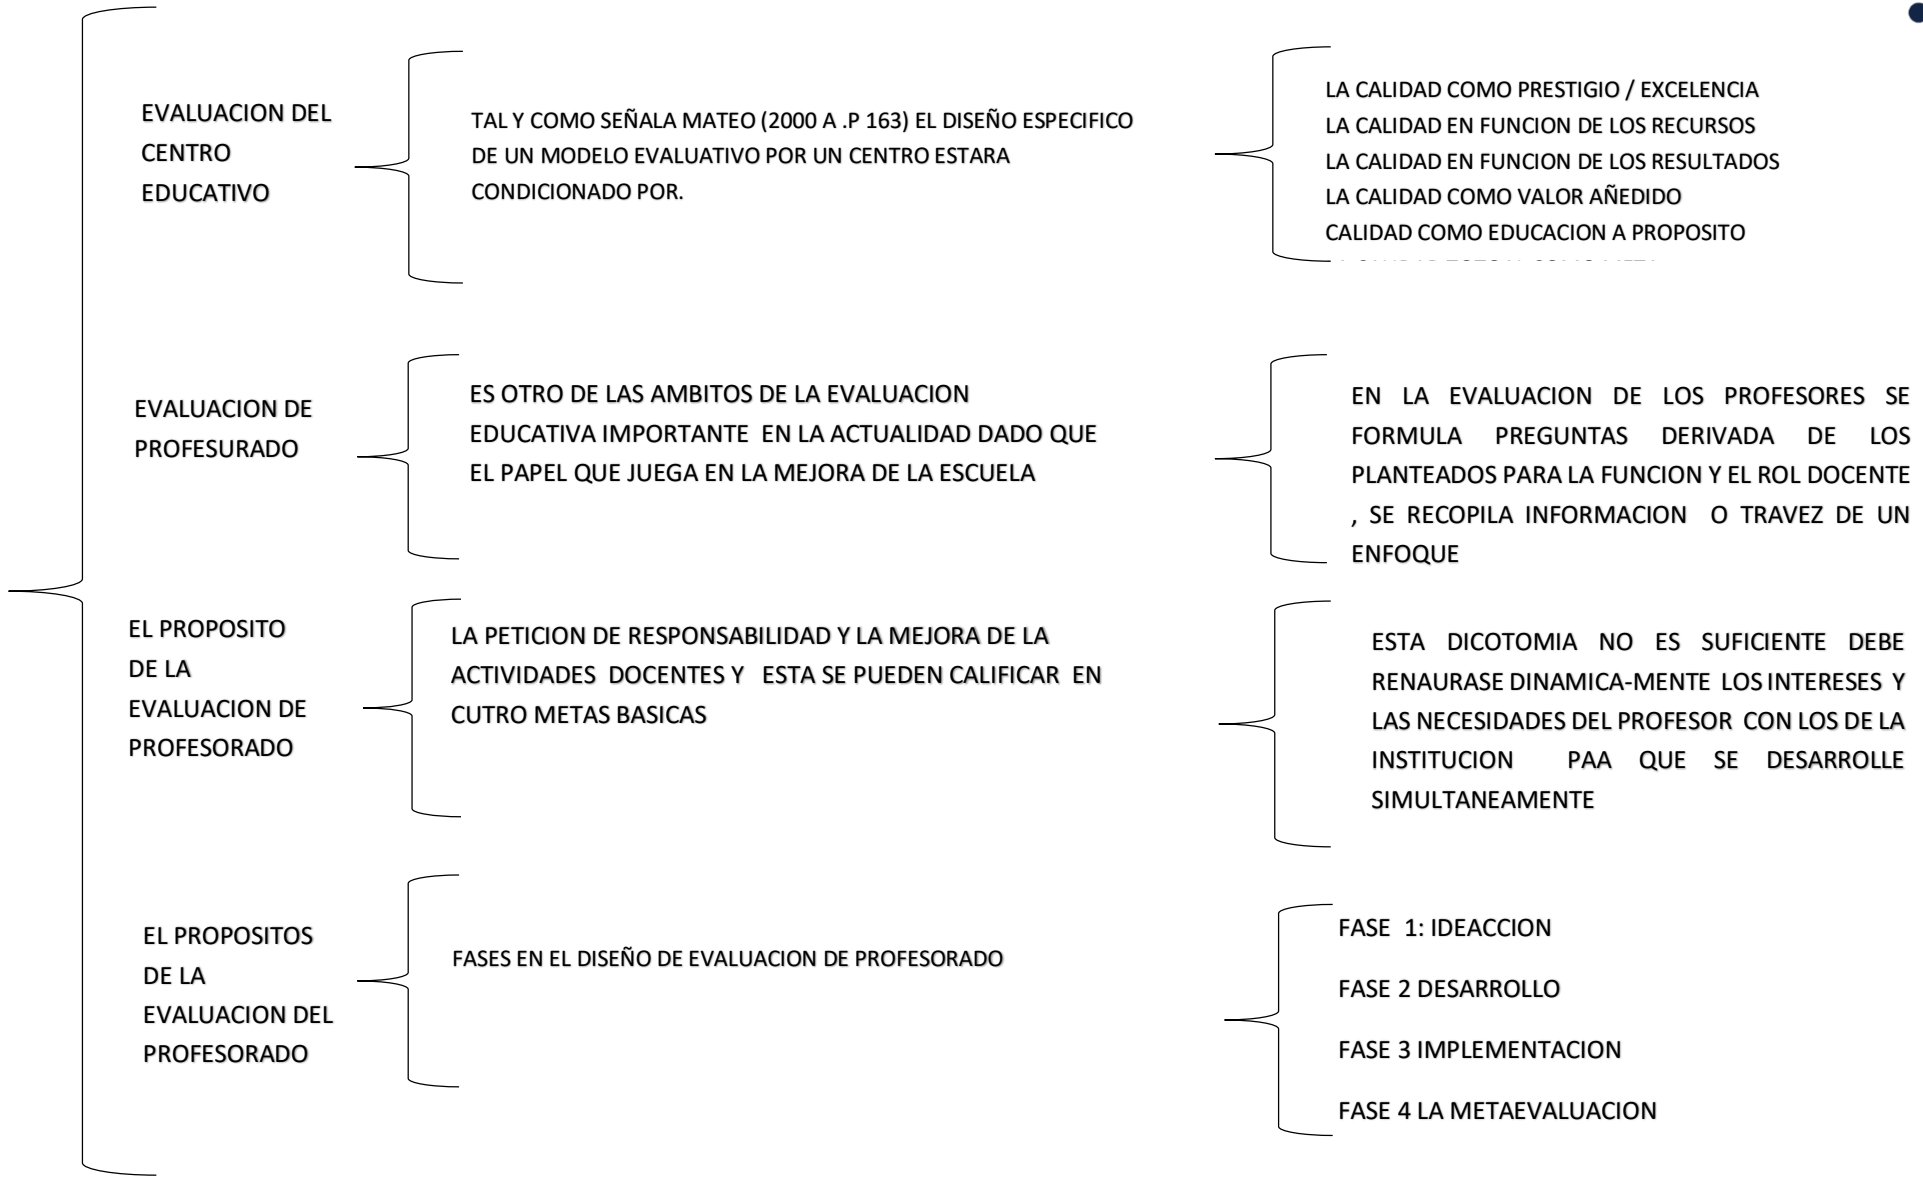 EVALUACION DEL
CENTRO
EDUCATIVO
TAL Y COMO SEÑALA MATEO (2000 A .P 163) EL DISEÑO ESPECIFICO
DE UN MODELO EVALUATIVO POR UN CENTRO ESTARA
CONDICIONADO POR.
LA CALIDAD COMO PRESTIGIO / EXCELENCIA
LA CALIDAD EN FUNCION DE LOS RECURSOS
LA CALIDAD EN FUNCION DE LOS RESULTADOS
LA CALIDAD COMO VALOR AÑEDIDO
CALIDAD COMO EDUCACION A PROPOSITO
EVALUACION DE
PROFESURADO
ES OTRO DE LAS AMBITOS DE LA EVALUACION
EDUCATIVA IMPORTANTE EN LA ACTUALIDAD DADO QUE
EL PAPEL QUE JUEGA EN LA MEJORA DE LA ESCUELA
EN LA EVALUACION DE LOS PROFESORES SE
FORMULA PREGUNTAS DERIVADA DE LOS
PLANTEADOS PARA LA FUNCION Y EL ROL DOCENTE
, SE RECOPILA INFORMACION O TRAVEZ DE UN
ENFOQUE
EL PROPOSITO
DE LA
EVALUACION DE
PROFESORADO
LA PETICION DE RESPONSABILIDAD Y LA MEJORA DE LA
ACTIVIDADES DOCENTES Y ESTA SE PUEDEN CALIFICAR EN
CUTRO METAS BASICAS
ESTA DICOTOMIA NO ES SUFICIENTE DEBE
RENAURASE DINAMICA-MENTE LOS INTERESES Y
LAS NECESIDADES DEL PROFESOR CON LOS DE LA
INSTITUCION PAA QUE SE DESARROLLE
SIMULTANEAMENTE
EL PROPOSITOS
DE LA
EVALUACION DEL
PROFESORADO
FASES EN EL DISEÑO DE EVALUACION DE PROFESORADO
FASE 1: IDEACCION
FASE 2 DESARROLLO
FASE 3 IMPLEMENTACION
FASE 4 LA METAEVALUACION